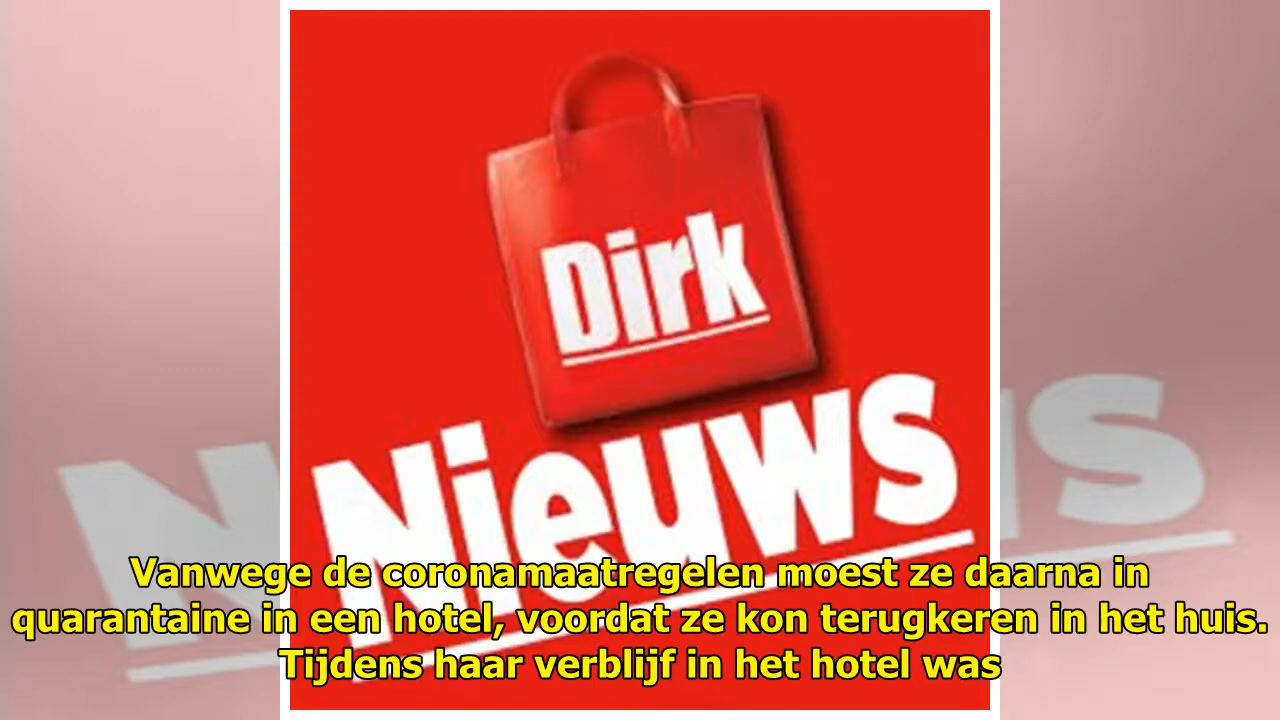 Dirk
Nieuws
Vanwege de coronamaatregelen moest ze daarna in
quarantaine in een hotel, voordat ze kon terugkeren in het huis.
Tijdens haar verblijf in het hotel was